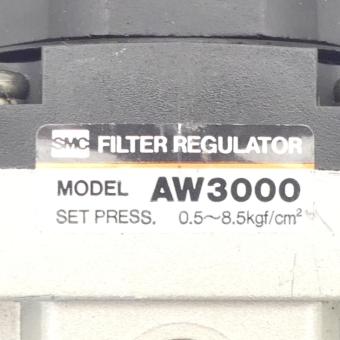 SMC FILTER REGULATOR
MODEL AW3000
SET PRESS. 0.5~8.5kgf/cm²